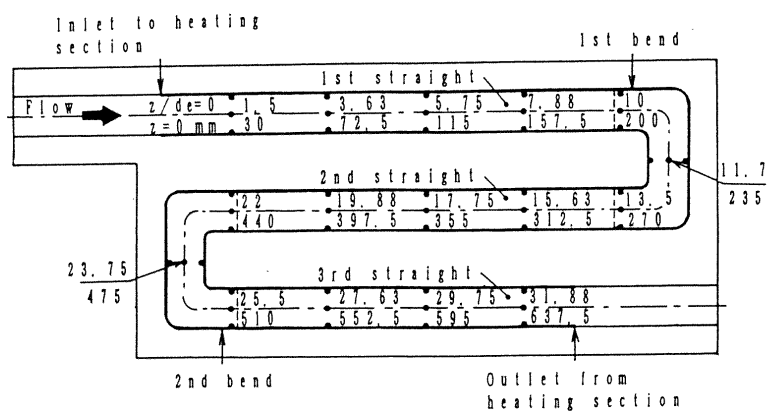 Inlet to heating
section
1st bend
1st straight
Flow
z/de=0
1.5
3.63
5.75
7.88
10
z=0 mm
30
72.5
115
157.5
200
11.7
235
2nd straight
22
19.88
17.75
15.63
13.5
440
397.5
355
312.5
270
23.75
475
3rd straight
25.5
27.63
29.75
31.88
510
552.5
595
637.5
2nd bend
Outlet from
heating section